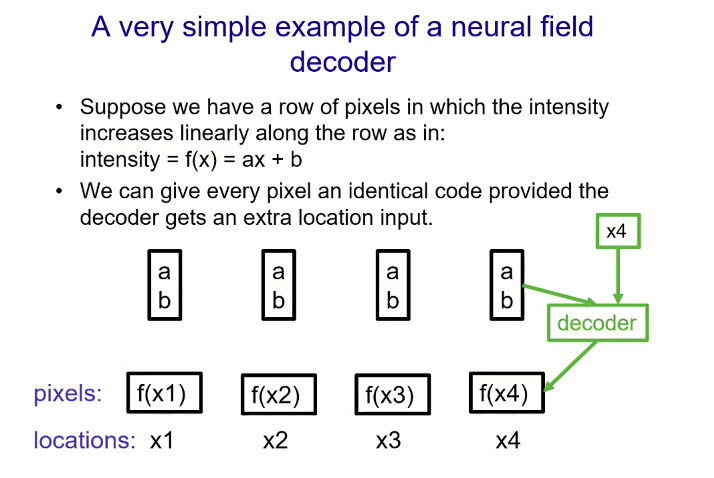 A very simple example of a neural field
decoder
• Suppose we have a row of pixels in which the intensity
increases linearly along the row as in:
intensity = f(x) = ax + b
• We can give every pixel an identical code provided the
decoder gets an extra location input.
x4
a a a a
b b b b
decoder
pixels: f(x1) f(x2) f(x3) f(x4)
locations: x1 x2 x3 x4